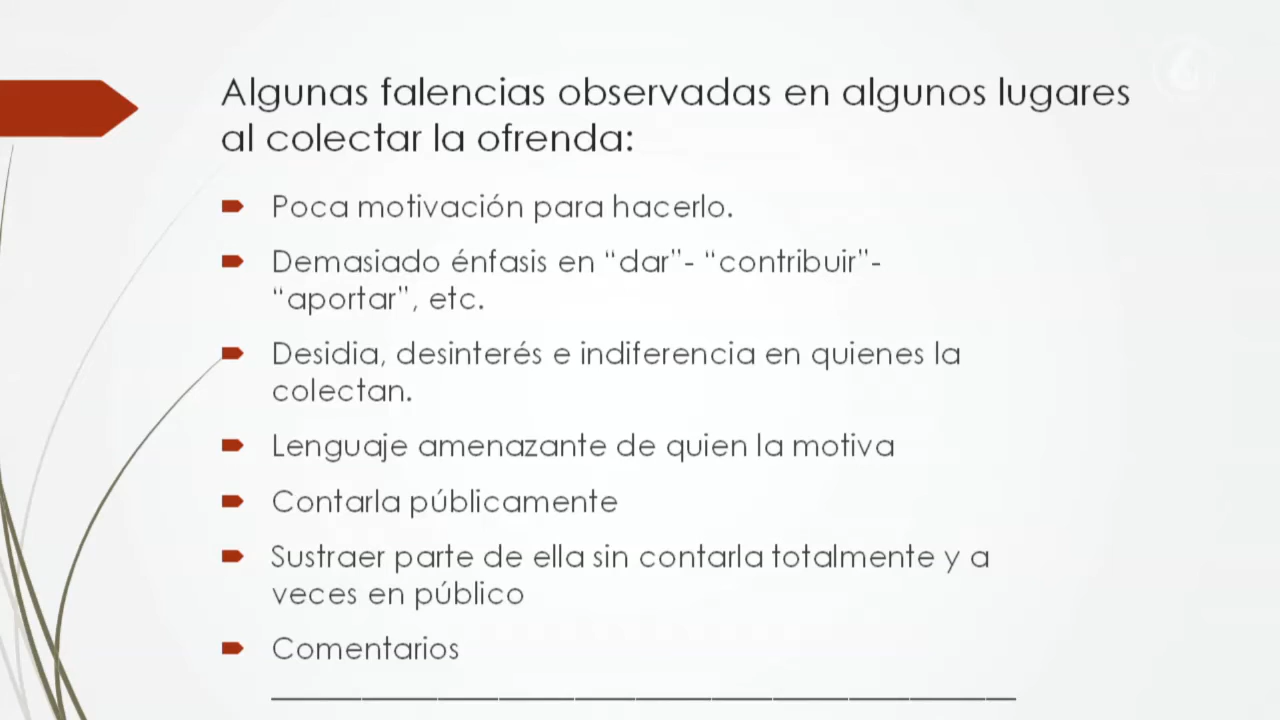 Algunas falencias observadas en algunos lugares
al colectar la ofrenda:
Poca motivación para hacerlo.
Demasiado énfasis en “dar”- “contribuir”-
“aportar”, etc.
Desidia, desinterés e indiferencia en quienes la
colectan.
Lenguaje amenazante de quien la motiva
Contarla públicamente
Sustraer parte de ella sin contarla totalmente y a
veces en público
Comentarios